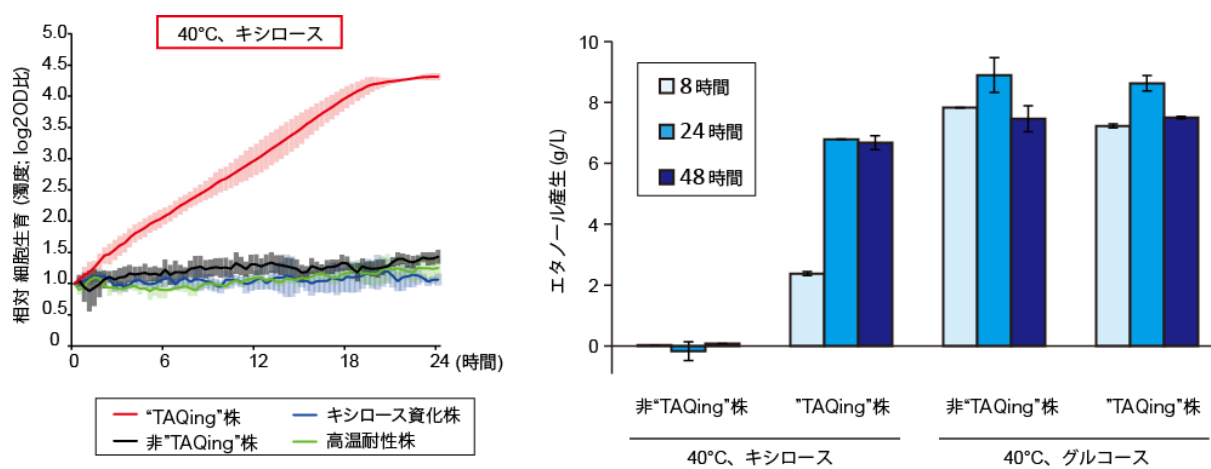 40°C、キシロース
相対 細胞生育 (濁度; log2OD比)
5.0
4.5
4.0
3.5
3.0
2.5
2.0
1.5
1.0
0.5
0
0
6
12
18
24
(時間)
“TAQing”株
キシロース資化株
非”TAQing”株
高温耐性株
エタノール産生 (g/L)
10
8
6
4
2
0
8時間
24時間
48時間
非“TAQing”株
”TAQing”株
非“TAQing”株
”TAQing”株
40°C、キシロース
40°C、グルコース